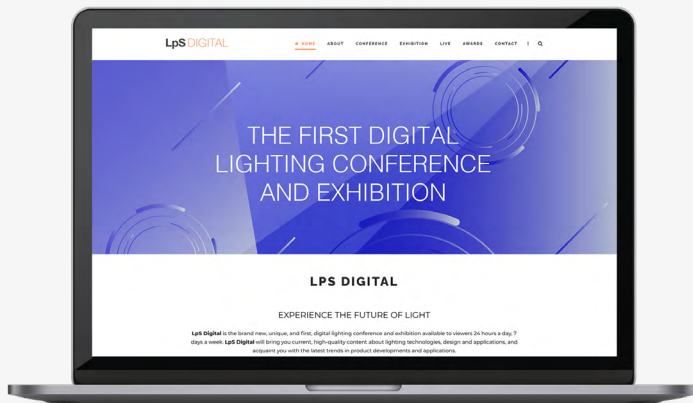 LpS DIGITAL
HOME ABOUT CONFERENCE EXHIBITION LIVE AWARDS CONTACT
THE FIRST DIGITAL
LIGHTING CONFERENCE
AND EXHIBITION
LPS DIGITAL
EXPERIENCE THE FUTURE OF LIGHT
LpS Digital is the brand new, unique, and first, digital lighting conference and exhibition available to viewers 24 hours a day, 7
days a week. LpS Digital will bring you current, high-quality content about lighting technologies, design and applications, and
acquant you with the latest trends in product developments and applications.